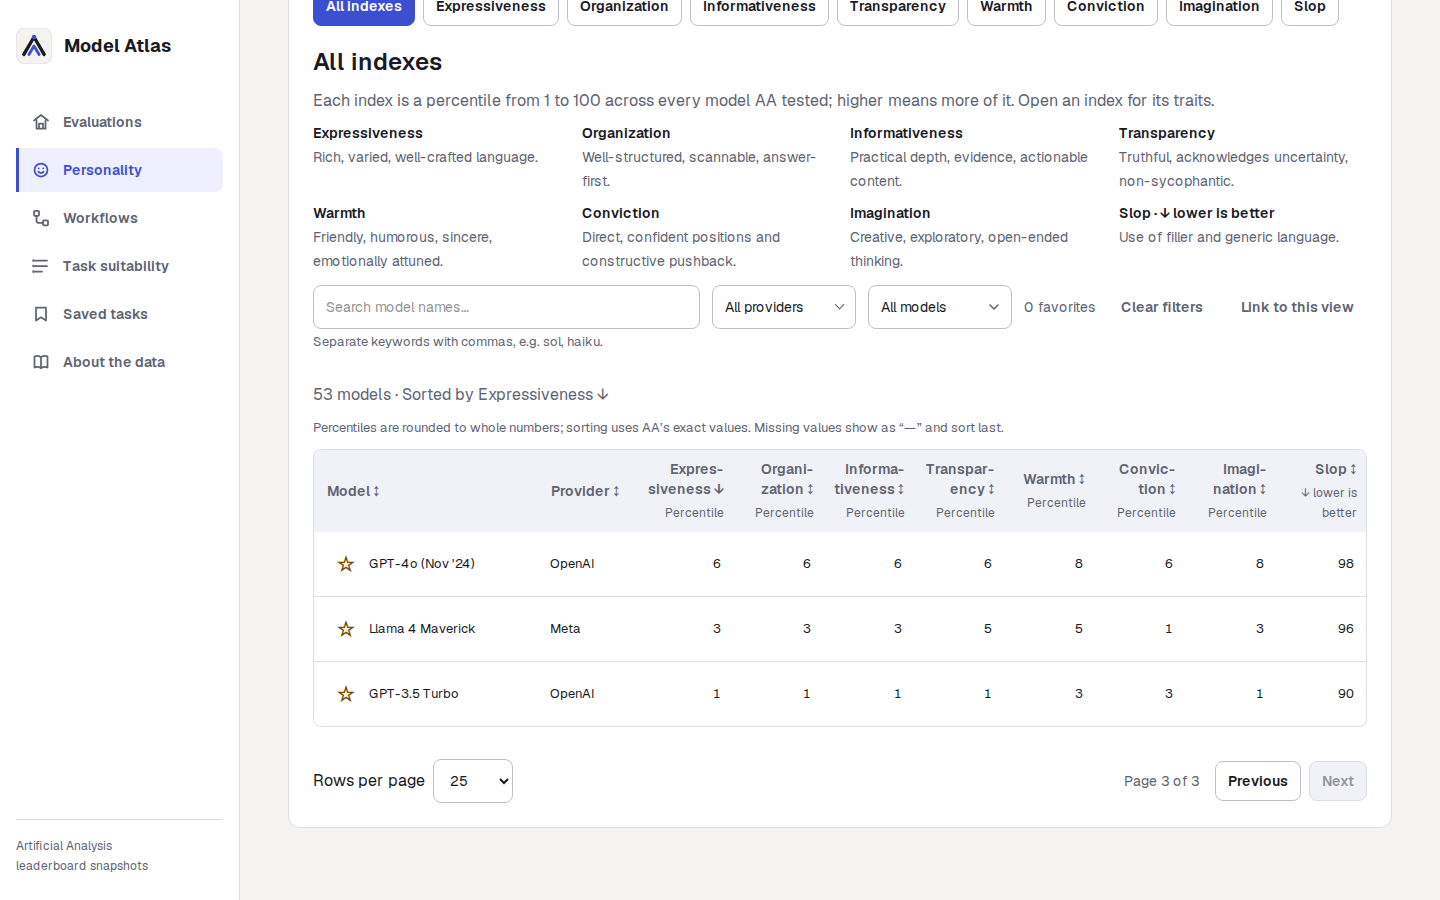 Model Atlas
Evaluations
Personality
Workflows
Task suitability
Saved tasks
About the data
Artificial Analysis
leaderboard snapshots
All indexes Expressiveness Organization Informativeness Transparency Warmth Conviction Imagination Slop
All indexes
Each index is a percentile from 1 to 100 across every model AA tested; higher means more of it. Open an index for its traits.
Expressiveness
Rich, varied, well-crafted language.
Organization
Well-structured, scannable, answer-
first.
Informativeness
Practical depth, evidence, actionable
content.
Transparency
Truthful, acknowledges uncertainty,
non-sycophantic.
Warmth
Friendly, humorous, sincere,
emotionally attuned.
Conviction
Direct, confident positions and
constructive pushback.
Imagination
Creative, exploratory, open-ended
thinking.
Slop · ↓ lower is better
Use of filler and generic language.
Search model names… All providers All models 0 favorites Clear filters Link to this view
Separate keywords with commas, e.g. sol, haiku.
53 models · Sorted by Expressiveness ↓
Percentiles are rounded to whole numbers; sorting uses AA's exact values. Missing values show as “—” and sort last.
Model ↕
Provider ↕
Expres-
siveness ↓
Percentile
Organi-
zation ↕
Percentile
Informa-
tiveness ↕
Percentile
Transpar-
ency ↕
Percentile
Warmth ↕
Percentile
Convic-
tion ↕
Percentile
Imagi-
nation ↕
Percentile
Slop ↕
↓ lower is
better
☆ GPT-4o (Nov '24) OpenAI 6 6 6 6 8 6 8 98
☆ Llama 4 Maverick Meta 3 3 3 5 5 1 3 96
☆ GPT-3.5 Turbo OpenAI 1 1 1 1 3 3 1 90
Rows per page 25 Page 3 of 3 Previous Next